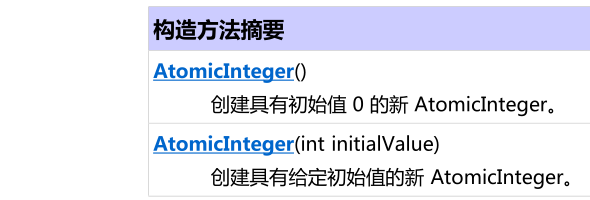 构造方法摘要
AtomicInteger()
创建具有初始值 0 的新 AtomicInteger。
AtomicInteger(int initialValue)
创建具有给定初始值的新 AtomicInteger。